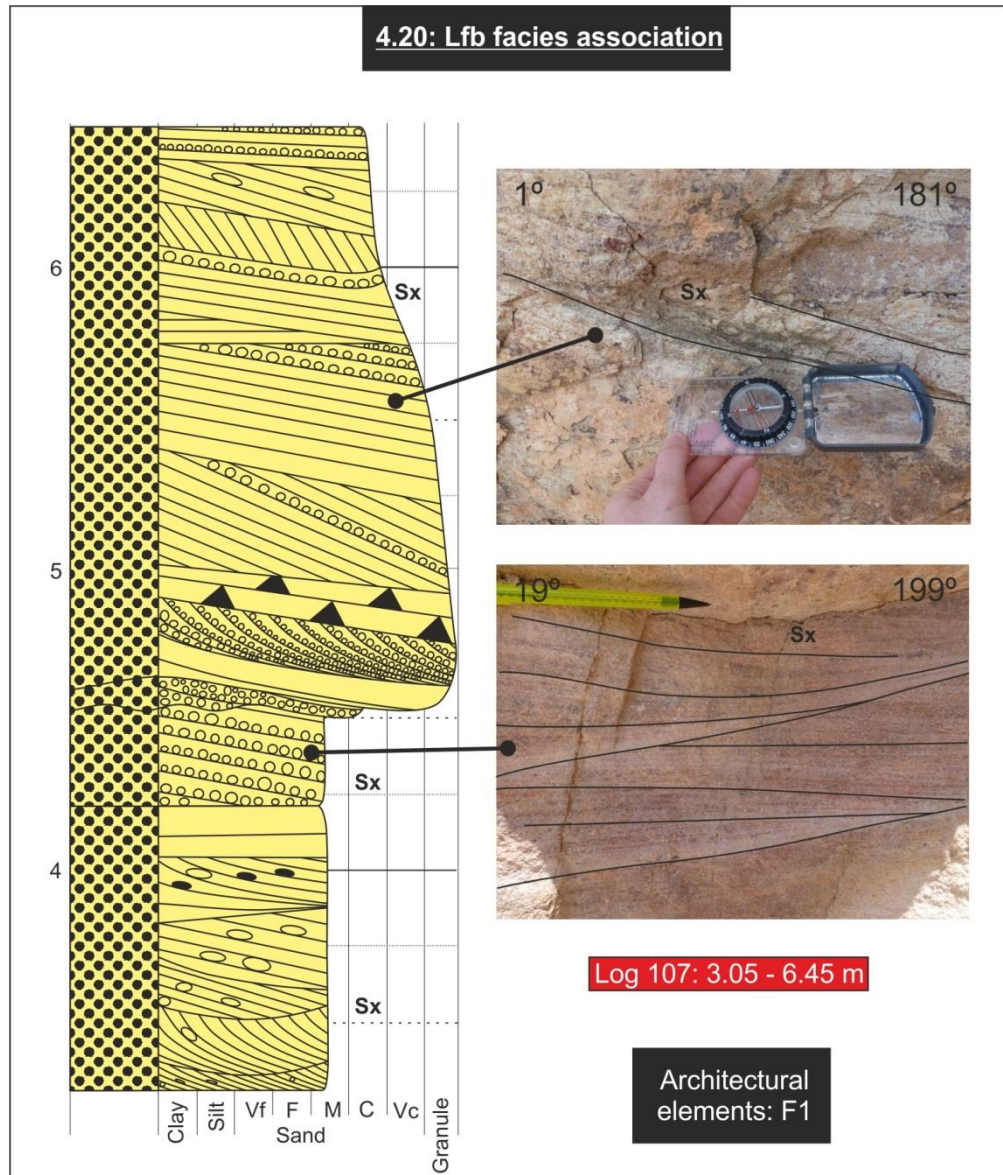 4.20: Lfb facies association
6
5
4
Sx
Sx
Sx
Clay
Silt
Vf
F
M
C
Vc
Granule
Sand
1º
181º
Sx
19º
199º
Sx
Log 107: 3.05 - 6.45 m
Architectural
elements: F1